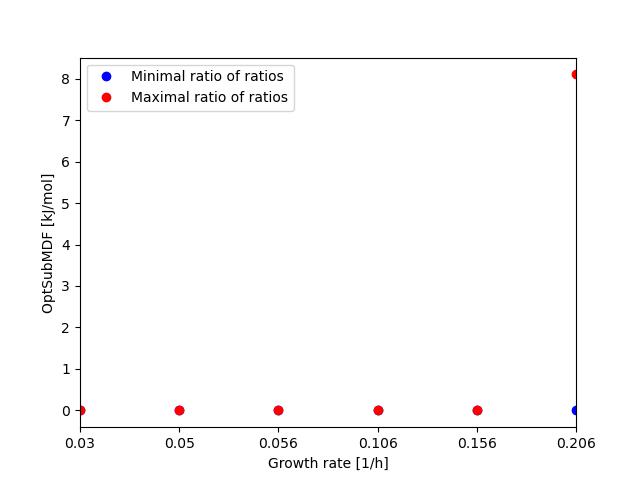 Minimal ratio of ratios
Maximal ratio of ratios
8
7
6
5
4
3
2
1
0
OptSubMDF [kJ/mol]
0.03 0.05 0.056 0.106 0.156 0.206
Growth rate [1/h]